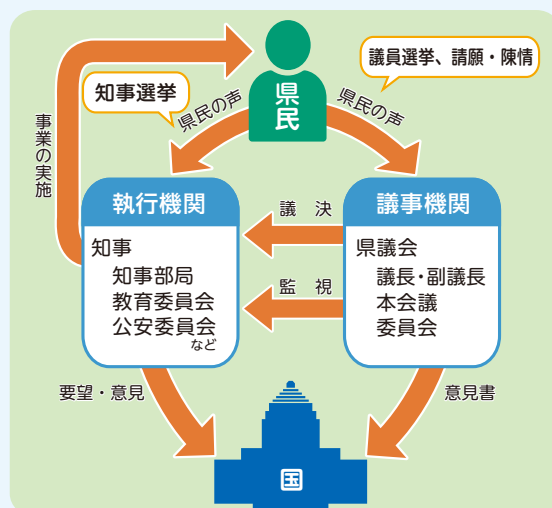 議員選挙、請願・陳情
知事選挙
県民
県民の声
県民の声
事業の実施
執行機関
知事
知事部局
教育委員会
公安委員会
など
議決
監視
議事機関
県議会
議長・副議長
本会議
委員会
要望・意見
意見書
国